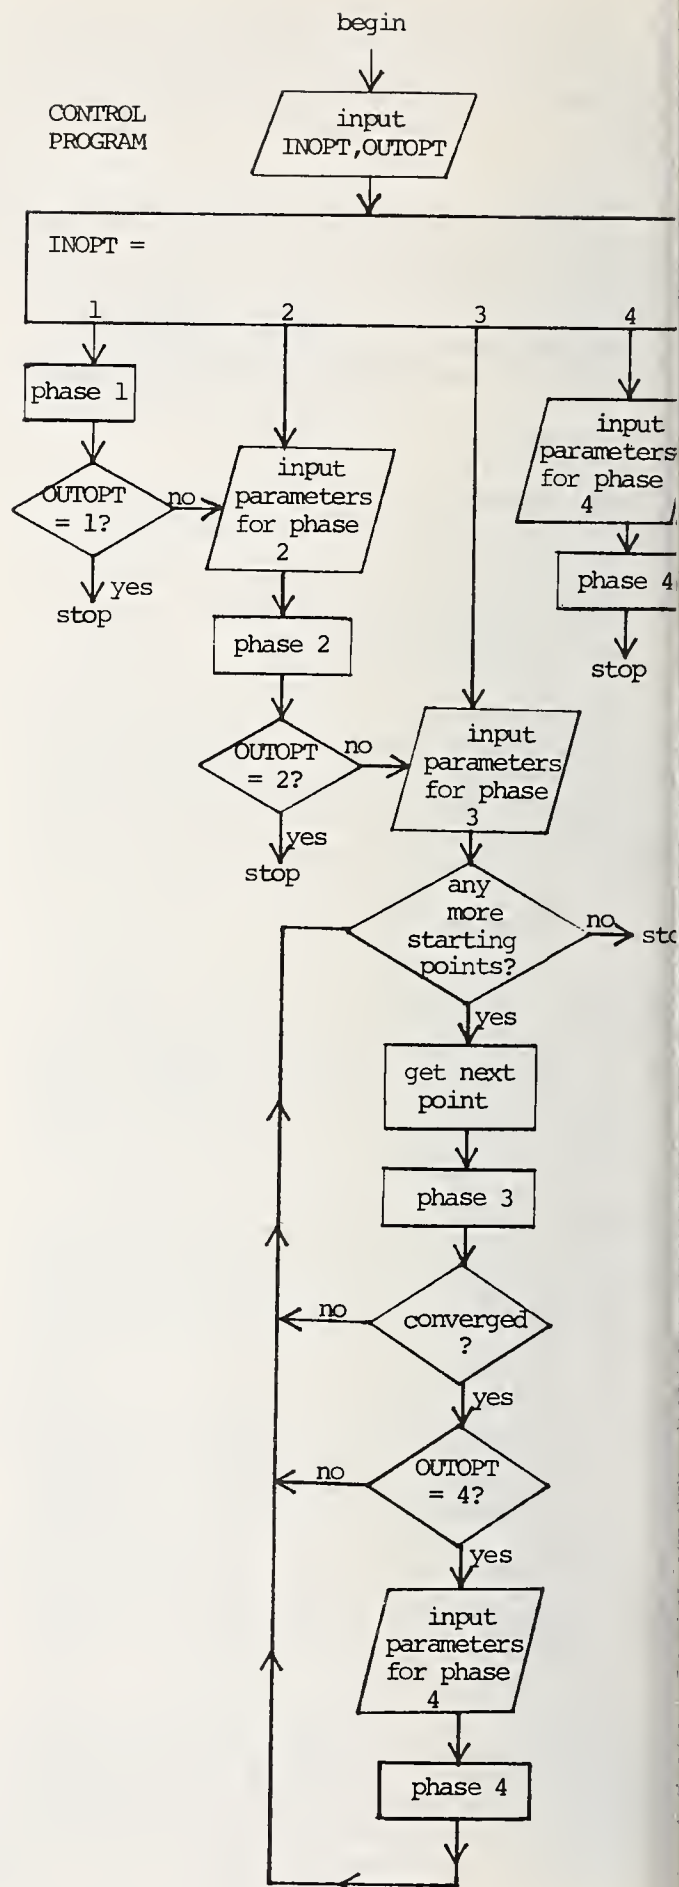 begin
CONTROL
PROGRAM
input
INOPT,OUTOPT
INOPT =
1
2
3
4
phase 1
OUTOPT
= 1?
no
yes
stop
input
parameters
for phase
2
phase 2
OUTOPT
= 2?
no
yes
stop
input
parameters
for phase
4
phase 4
stop
input
parameters
for phase
3
any
more
starting
points?
no
yes
get next
point
phase 3
converged
?
no
yes
OUTOPT
= 4?
no
yes
input
parameters
for phase
4
phase 4